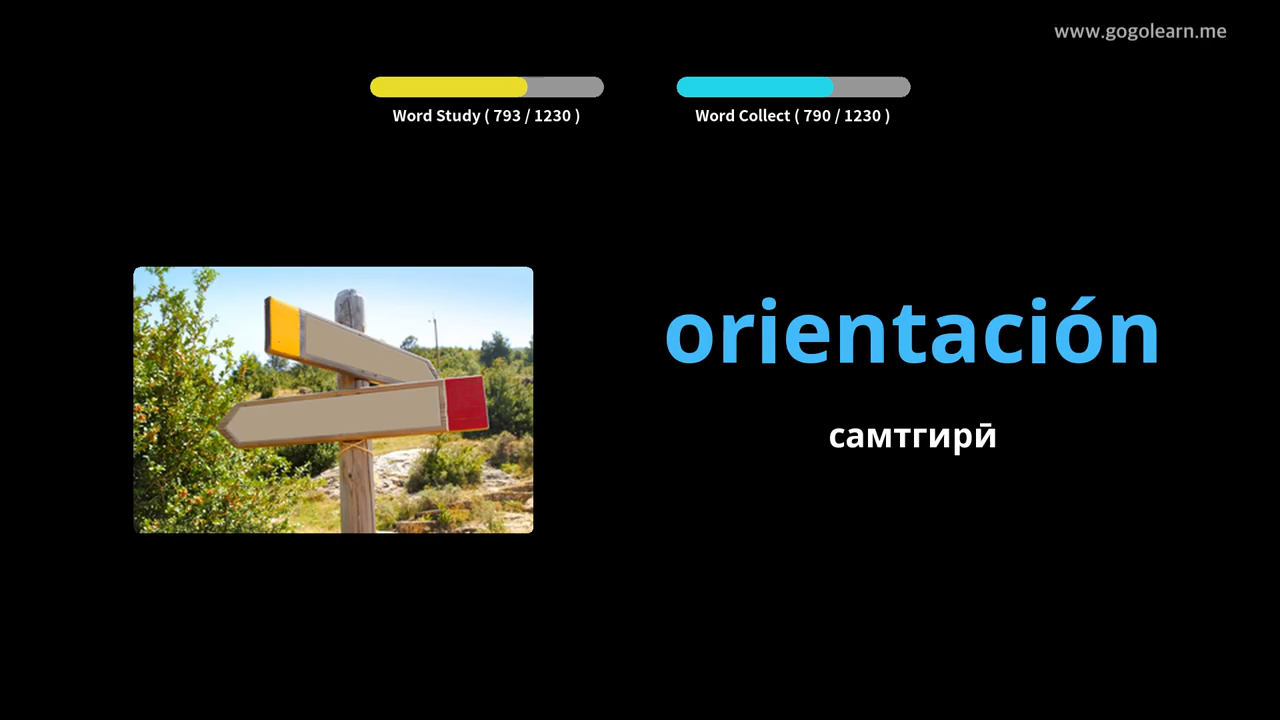 www.gogolearn.me
Word Study ( 793 / 1230 )
Word Collect ( 790 / 1230 )
orientación
самтгирӣ